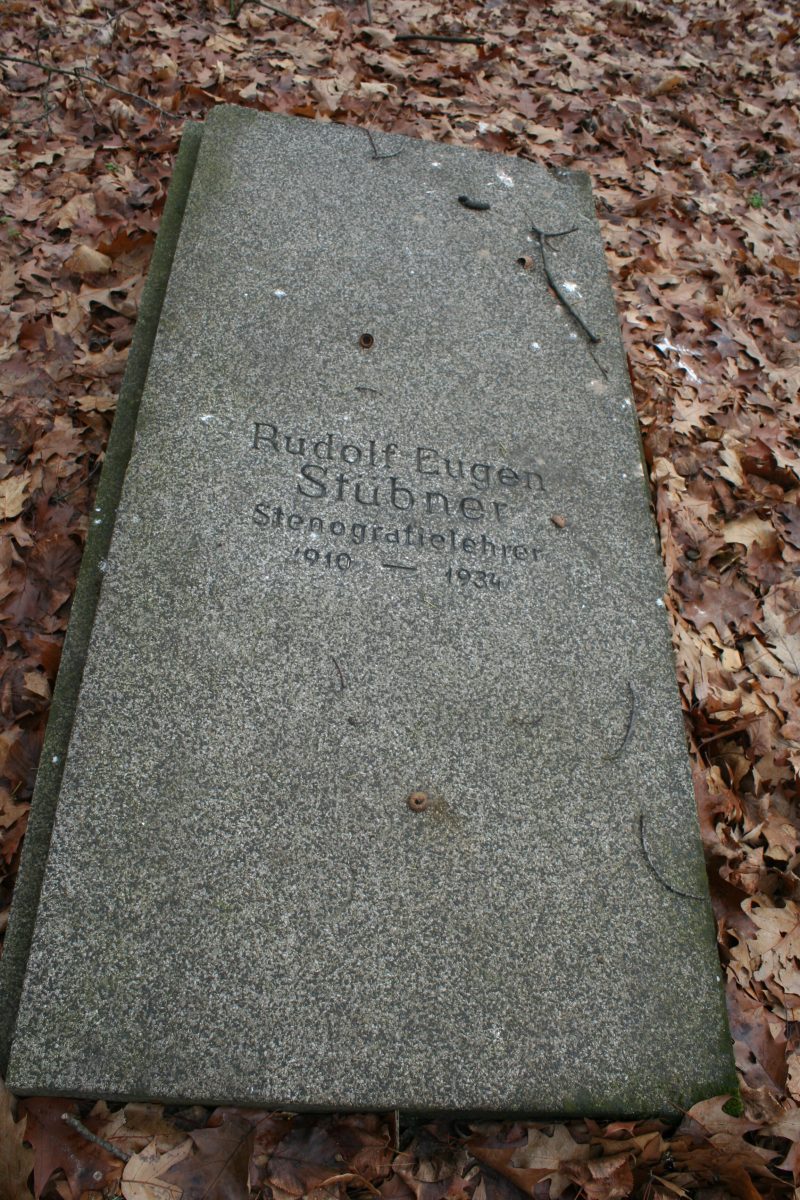 Rudolf Eugen
Stübner
Stenografielehrer
1910 — 1934